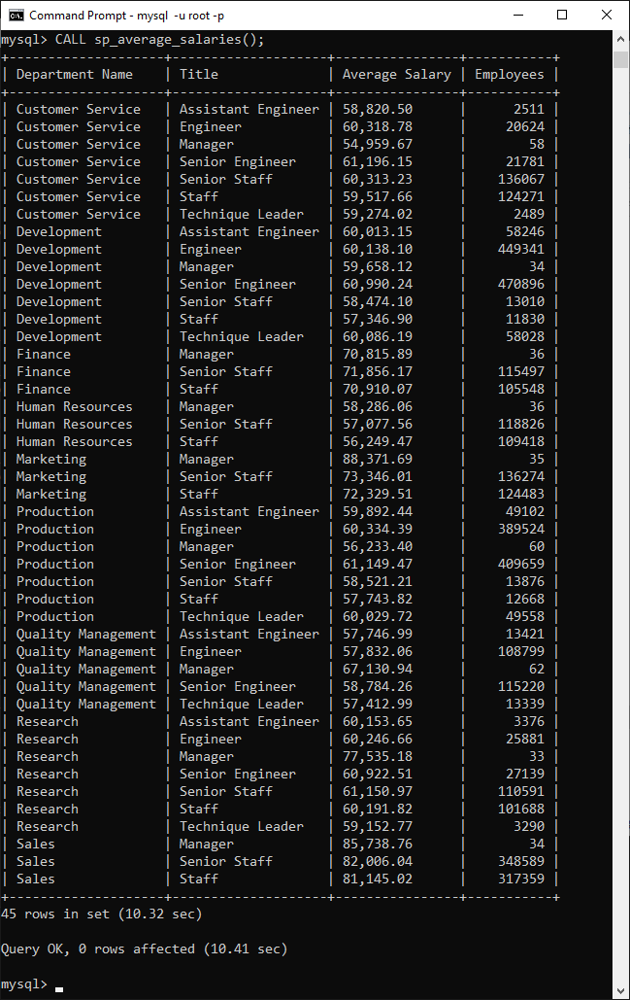 Command Prompt - mysql -u root -p
mysql> CALL sp_average_salaries();
+--------------------+--------------------+----------------+-----------+
| Department Name | Title | Average Salary | Employees |
+--------------------+--------------------+----------------+-----------+
| Customer Service | Assistant Engineer | 58,820.50 | 2511 |
| Customer Service | Engineer | 60,318.78 | 20624 |
| Customer Service | Manager | 54,959.67 | 58 |
| Customer Service | Senior Engineer | 61,196.15 | 21781 |
| Customer Service | Senior Staff | 60,313.23 | 136067 |
| Customer Service | Staff | 59,517.66 | 124271 |
| Customer Service | Technique Leader | 59,274.02 | 2489 |
| Development | Assistant Engineer | 60,013.15 | 58246 |
| Development | Engineer | 60,138.10 | 449341 |
| Development | Manager | 59,658.12 | 34 |
| Development | Senior Engineer | 60,990.24 | 470896 |
| Development | Senior Staff | 58,474.10 | 13010 |
| Development | Staff | 57,346.90 | 11830 |
| Development | Technique Leader | 60,086.19 | 58028 |
| Finance | Manager | 70,815.89 | 36 |
| Finance | Senior Staff | 71,856.17 | 115497 |
| Finance | Staff | 70,910.07 | 105548 |
| Human Resources | Manager | 58,286.06 | 36 |
| Human Resources | Senior Staff | 57,077.56 | 118826 |
| Human Resources | Staff | 56,249.47 | 109418 |
| Marketing | Manager | 88,371.69 | 35 |
| Marketing | Senior Staff | 73,346.01 | 136274 |
| Marketing | Staff | 72,329.51 | 124483 |
| Production | Assistant Engineer | 59,892.44 | 49102 |
| Production | Engineer | 60,334.39 | 389524 |
| Production | Manager | 56,233.40 | 60 |
| Production | Senior Engineer | 61,149.47 | 409659 |
| Production | Senior Staff | 58,521.21 | 13876 |
| Production | Staff | 57,743.82 | 12668 |
| Production | Technique Leader | 60,029.72 | 49558 |
| Quality Management | Assistant Engineer | 57,746.99 | 13421 |
| Quality Management | Engineer | 57,832.06 | 108799 |
| Quality Management | Manager | 67,130.94 | 62 |
| Quality Management | Senior Engineer | 58,784.26 | 115220 |
| Quality Management | Technique Leader | 57,412.99 | 13339 |
| Research | Assistant Engineer | 60,153.65 | 3376 |
| Research | Engineer | 60,246.66 | 25881 |
| Research | Manager | 77,535.18 | 33 |
| Research | Senior Engineer | 60,922.51 | 27139 |
| Research | Senior Staff | 61,150.97 | 110591 |
| Research | Staff | 60,191.82 | 101688 |
| Research | Technique Leader | 59,152.77 | 3290 |
| Sales | Manager | 85,738.76 | 34 |
| Sales | Senior Staff | 82,006.04 | 348589 |
| Sales | Staff | 81,145.02 | 317359 |
+--------------------+--------------------+----------------+-----------+
45 rows in set (10.32 sec)
Query OK, 0 rows affected (10.41 sec)
mysql> _